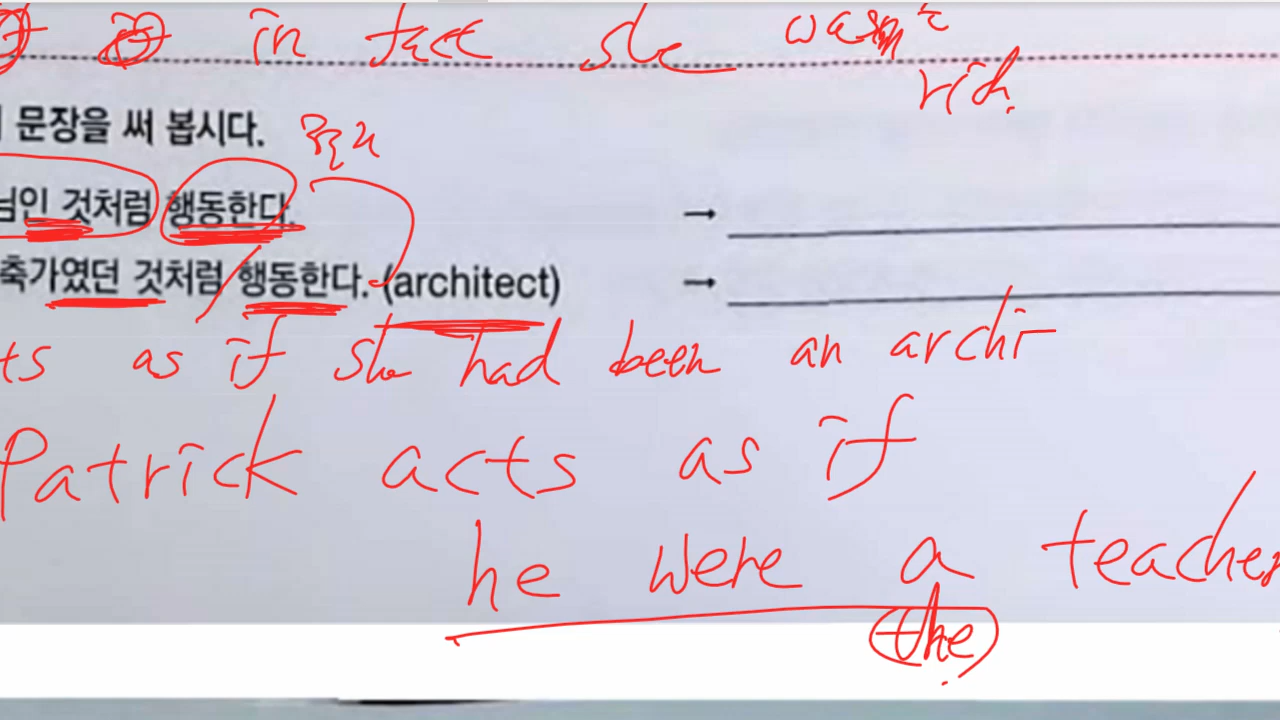 in fact she wasn't
rich.
문장을 써 봅시다.
님인 것처럼 행동한다. →
축가였던 것처럼 행동한다. (architect) →
ts as if she had been an archi
Patrick acts as if
he were a teacher
the